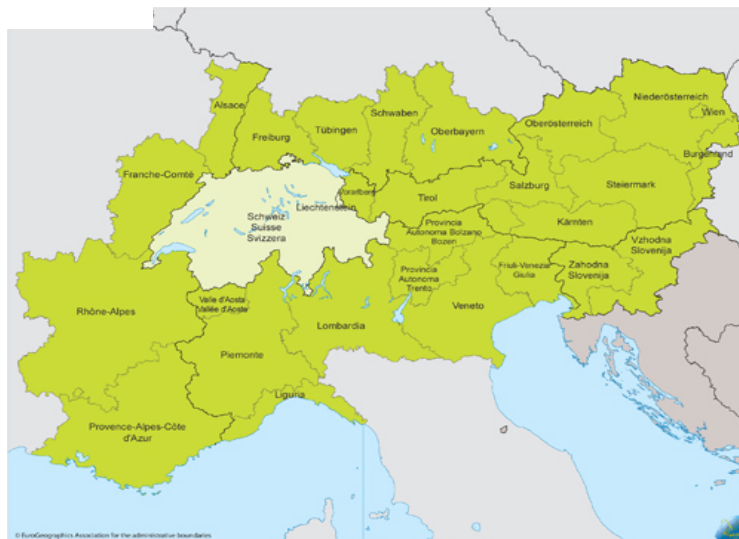 Alsace
Freiburg
Tübingen
Schwaben
Oberbayern
Oberösterreich
Niederösterreich
Wien
Burgenland
Franche-Comté
Schweiz
Suisse
Svizzera
Liechtenstein
Vorarlberg
Tirol
Salzburg
Steiermark
Kärnten
Provincia
Autonoma Bolzano
Bozen
Provincia
Autonoma
Trento
Friuli-Venezia
Giulia
Zahodna
Slovenija
Vzhodna
Slovenija
Rhône-Alpes
Valle d'Aosta
Vallée d'Aoste
Piemonte
Lombardia
Veneto
Liguria
Provence-Alpes-Côte
d'Azur
© EuroGeographics Association for the administrative boundaries